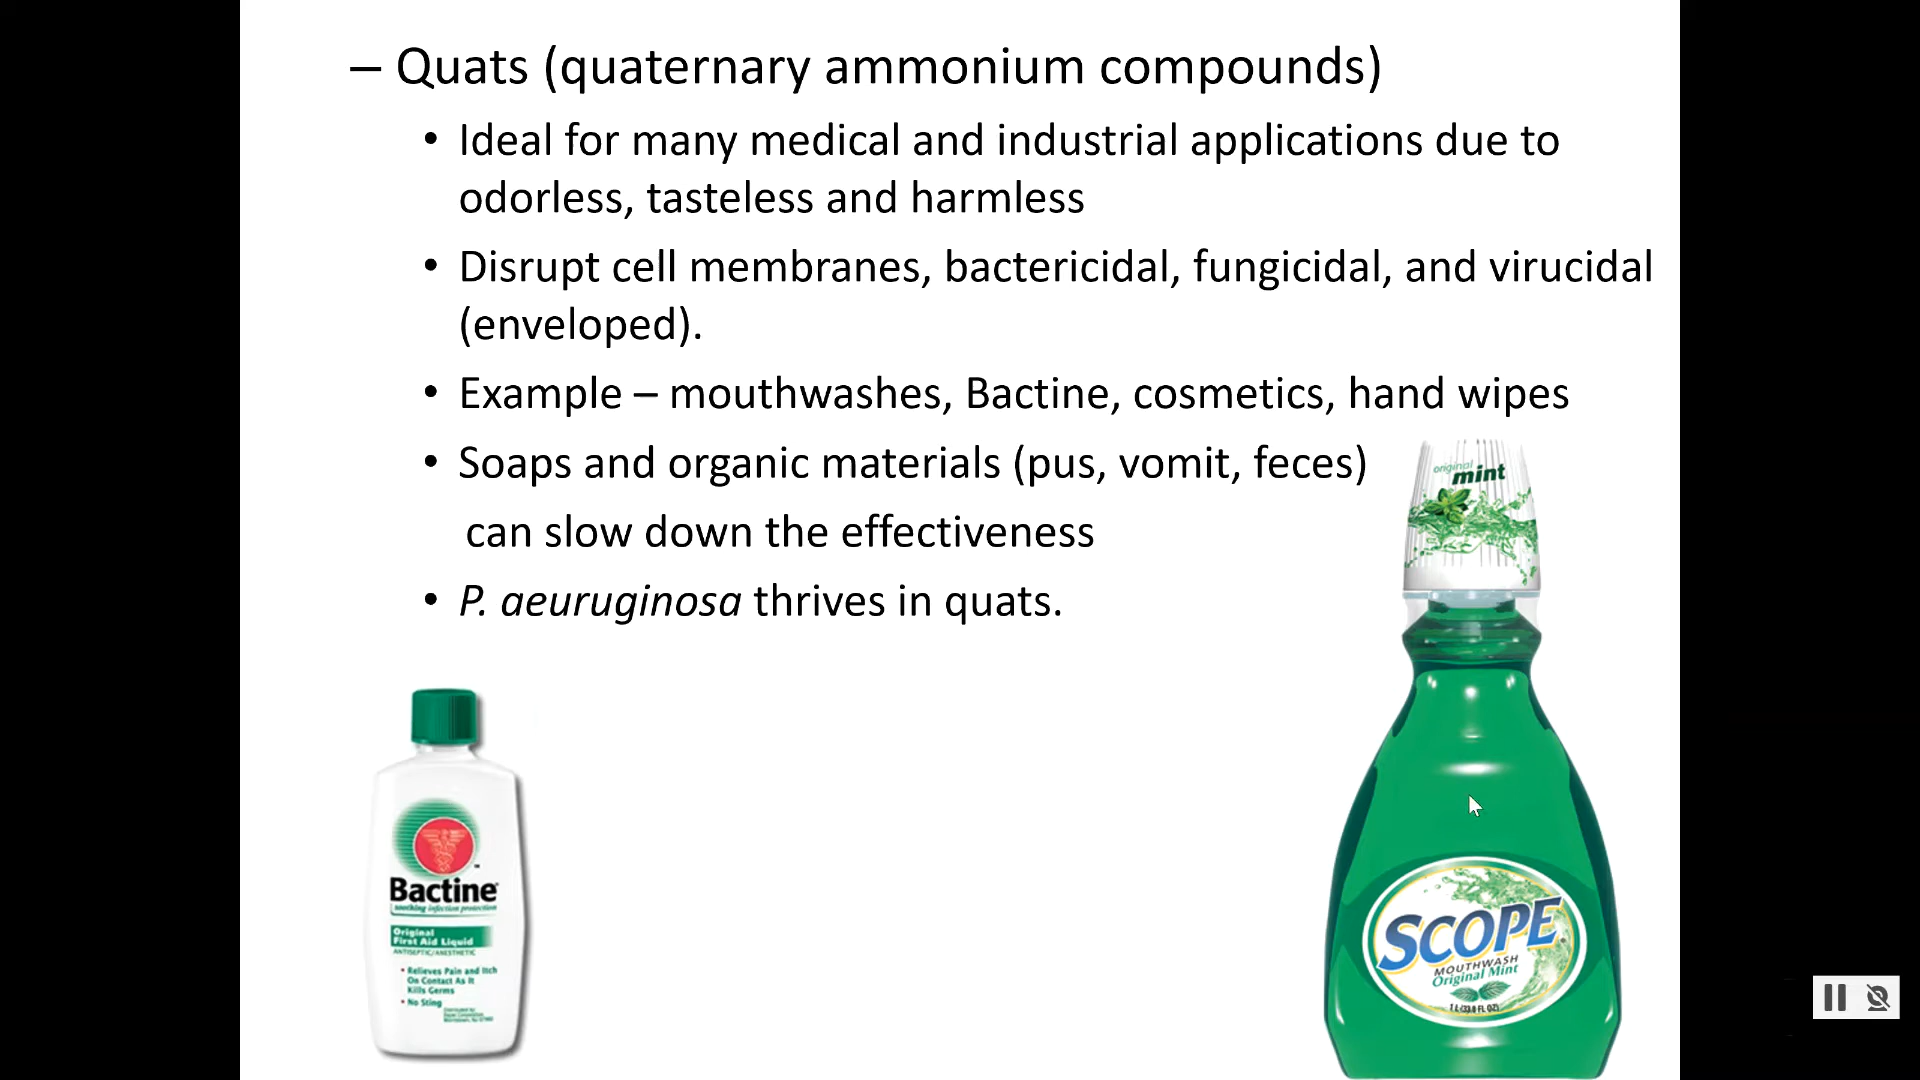 – Quats (quaternary ammonium compounds)
• Ideal for many medical and industrial applications due to
odorless, tasteless and harmless
• Disrupt cell membranes, bactericidal, fungicidal, and virucidal
(enveloped).
• Example – mouthwashes, Bactine, cosmetics, hand wipes
• Soaps and organic materials (pus, vomit, feces)
can slow down the effectiveness
• P. aeuruginosa thrives in quats.
original
mint
Bactine
soothing infection protection
Original
First Aid Liquid
ANTISEPTIC/ANESTHETIC
• Relieves Pain and Itch
On Contact As It
Kills Germs
• No Sting
SCOPE
MOUTHWASH
Original Mint